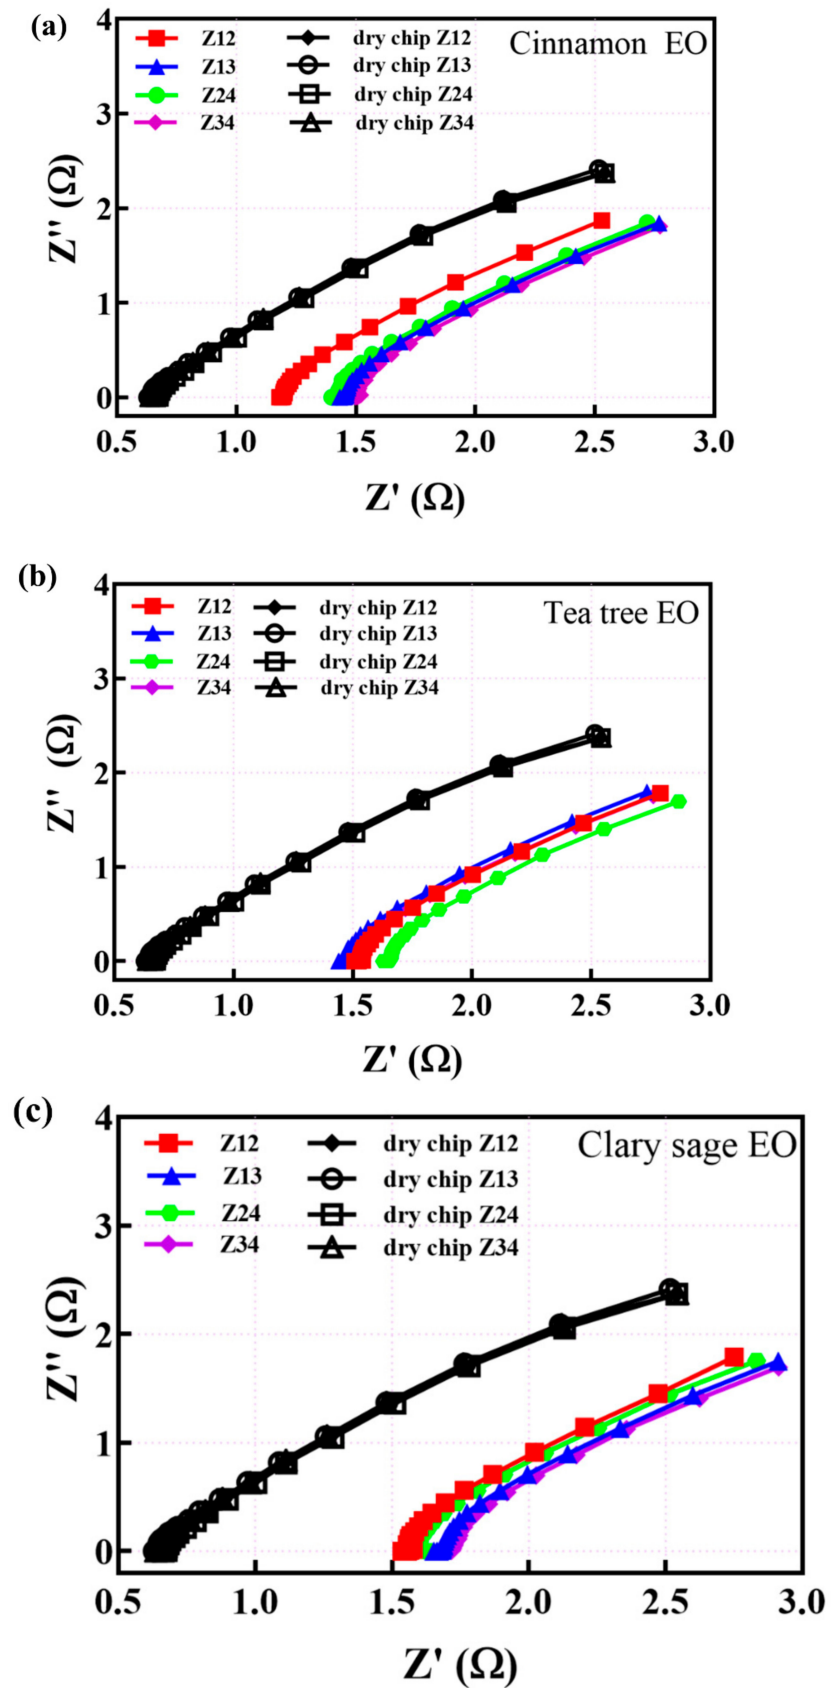 (a)
Cinnamon EO
Z12
Z13
Z24
Z34
dry chip Z12
dry chip Z13
dry chip Z24
dry chip Z34
Z'' (Ω)
4
3
2
1
0
0.5 1.0 1.5 2.0 2.5 3.0
Z' (Ω)
(b)
Tea tree EO
Z12
Z13
Z24
Z34
dry chip Z12
dry chip Z13
dry chip Z24
dry chip Z34
Z'' (Ω)
4
3
2
1
0
0.5 1.0 1.5 2.0 2.5 3.0
Z' (Ω)
(c)
Clary sage EO
Z12
Z13
Z24
Z34
dry chip Z12
dry chip Z13
dry chip Z24
dry chip Z34
Z'' (Ω)
4
3
2
1
0
0.5 1.0 1.5 2.0 2.5 3.0
Z' (Ω)